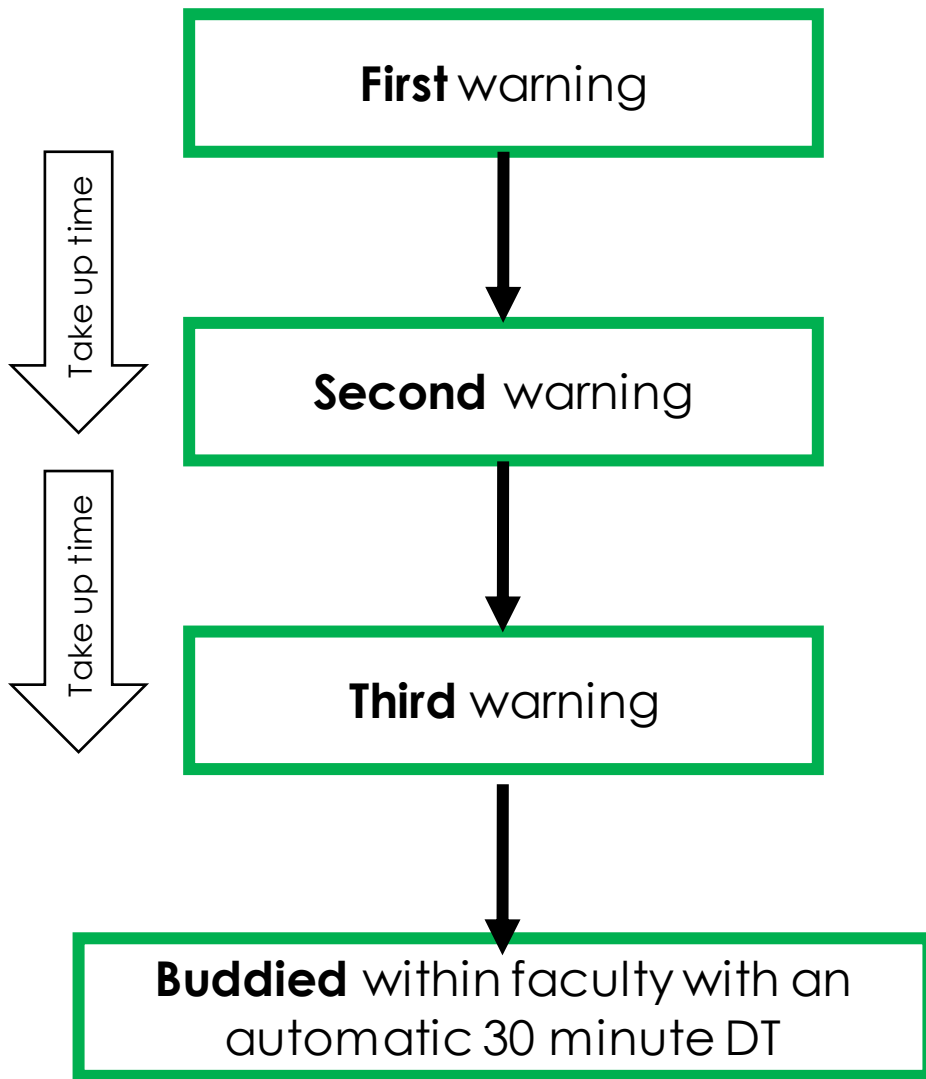 First warning
Take up time
Second warning
Take up time
Third warning
Buddied within faculty with an
automatic 30 minute DT